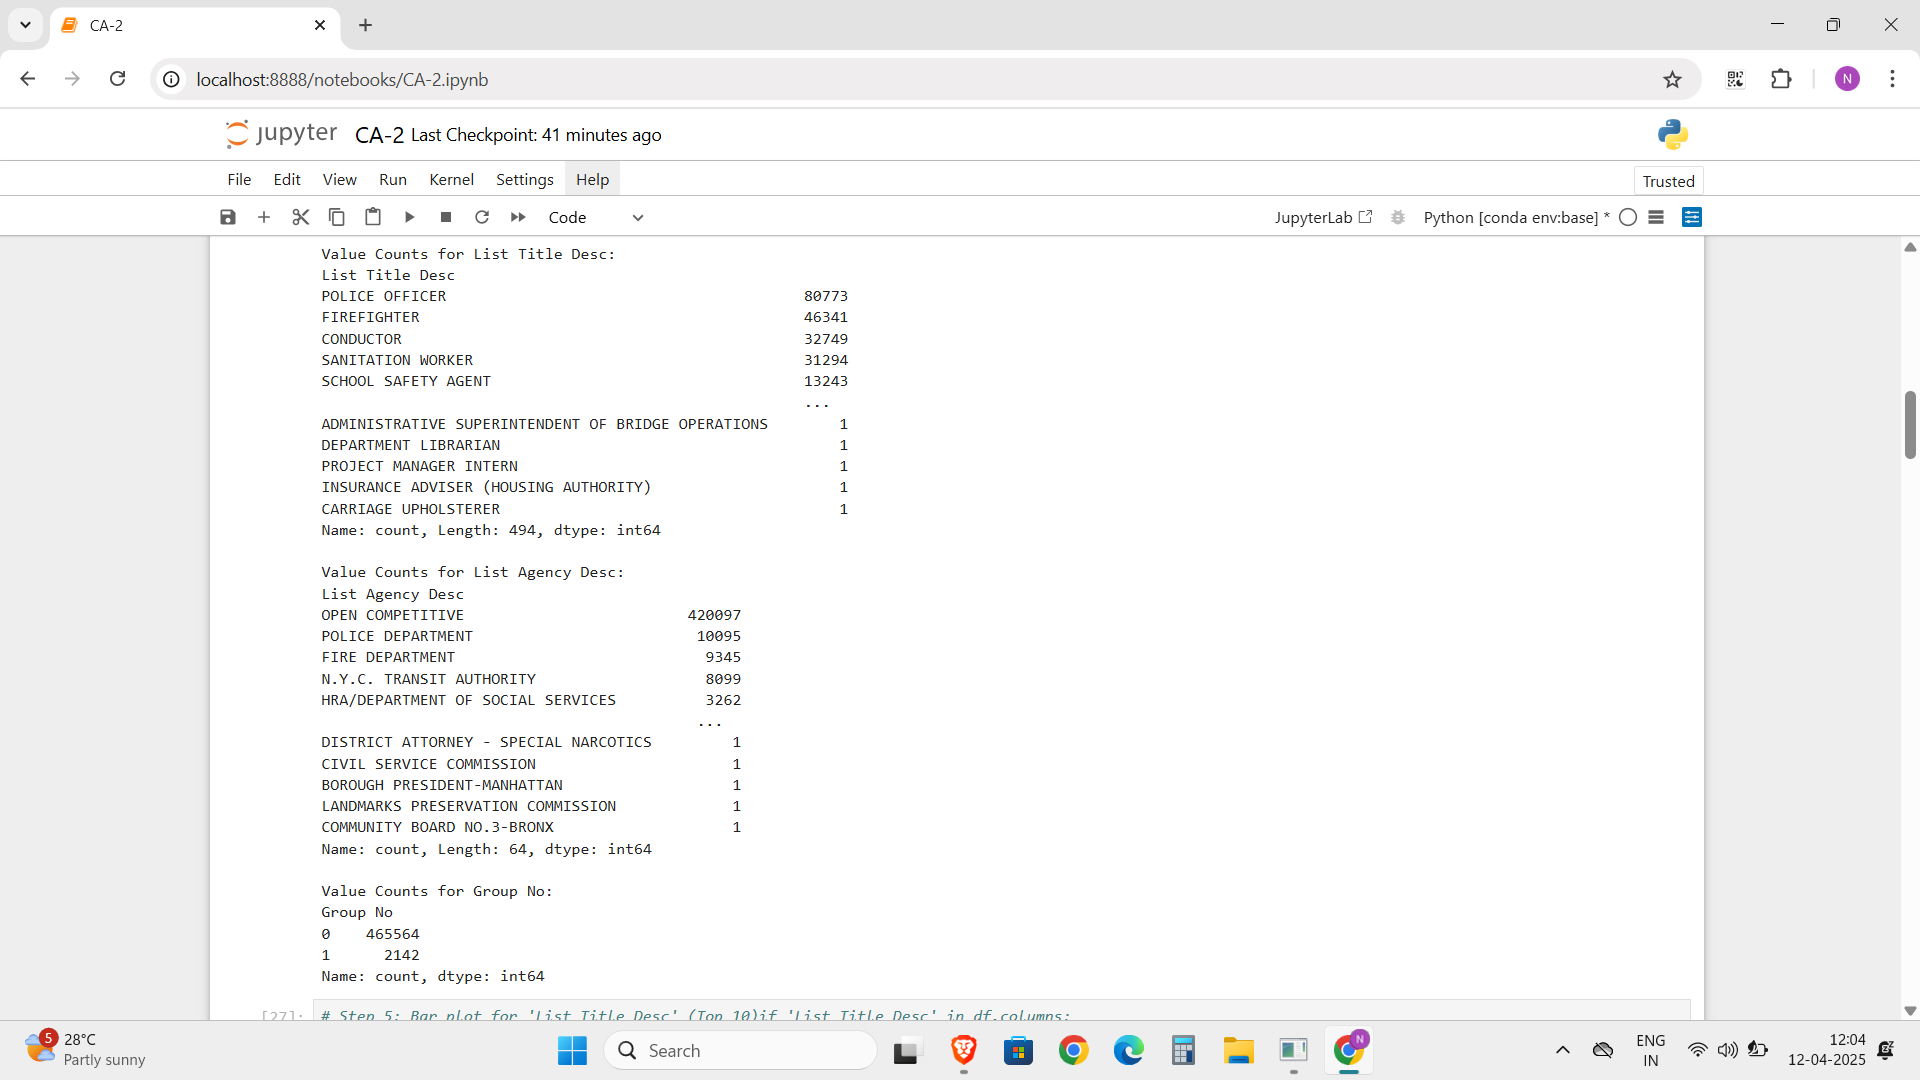 CA-2
localhost:8888/notebooks/CA-2.ipynb
N
jupyter CA-2 Last Checkpoint: 41 minutes ago
File Edit View Run Kernel Settings Help
Trusted
Code
JupyterLab
Python [conda env:base] *
Value Counts for List Title Desc:
List Title Desc
POLICE OFFICER 80773
FIREFIGHTER 46341
CONDUCTOR 32749
SANITATION WORKER 31294
SCHOOL SAFETY AGENT 13243
...
ADMINISTRATIVE SUPERINTENDENT OF BRIDGE OPERATIONS 1
DEPARTMENT LIBRARIAN 1
PROJECT MANAGER INTERN 1
INSURANCE ADVISER (HOUSING AUTHORITY) 1
CARRIAGE UPHOLSTERER 1
Name: count, Length: 494, dtype: int64
Value Counts for List Agency Desc:
List Agency Desc
OPEN COMPETITIVE 420097
POLICE DEPARTMENT 10095
FIRE DEPARTMENT 9345
N.Y.C. TRANSIT AUTHORITY 8099
HRA/DEPARTMENT OF SOCIAL SERVICES 3262
...
DISTRICT ATTORNEY - SPECIAL NARCOTICS 1
CIVIL SERVICE COMMISSION 1
BOROUGH PRESIDENT-MANHATTAN 1
LANDMARKS PRESERVATION COMMISSION 1
COMMUNITY BOARD NO.3-BRONX 1
Name: count, Length: 64, dtype: int64
Value Counts for Group No:
Group No
0 465564
1 2142
Name: count, dtype: int64
[27]: # Step 5: Bar plot for 'List Title Desc' (Top 10)if 'List Title Desc' in df.columns:
5
28°C
Partly sunny
Search
N
ENG
IN
12:04
12-04-2025